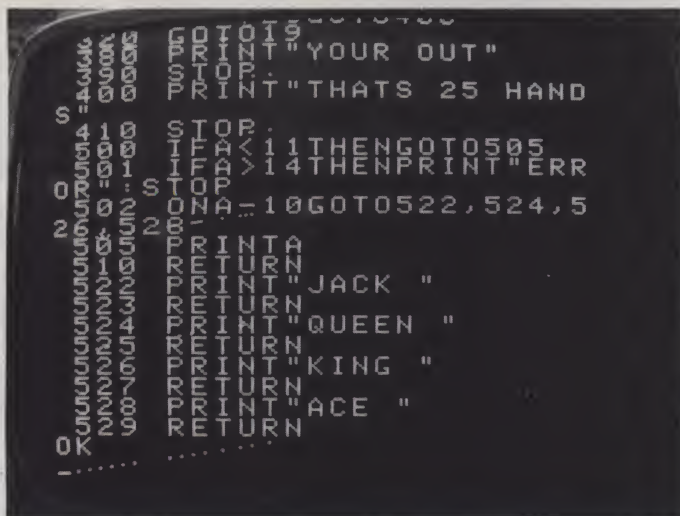 GOTO19
380 PRINT"YOUR OUT"
390 STOP
400 PRINT"THATS 25 HAND
S"
410 STOP
500 IFA<11THENGOTO505
501 IFA>14THENPRINT"ERR
OR":STOP
502 ONA-10GOTO522,524,5
26,528
505 PRINTA
510 RETURN
522 PRINT"JACK "
523 RETURN
524 PRINT"QUEEN "
525 RETURN
526 PRINT"KING "
527 RETURN
528 PRINT"ACE "
529 RETURN
OK